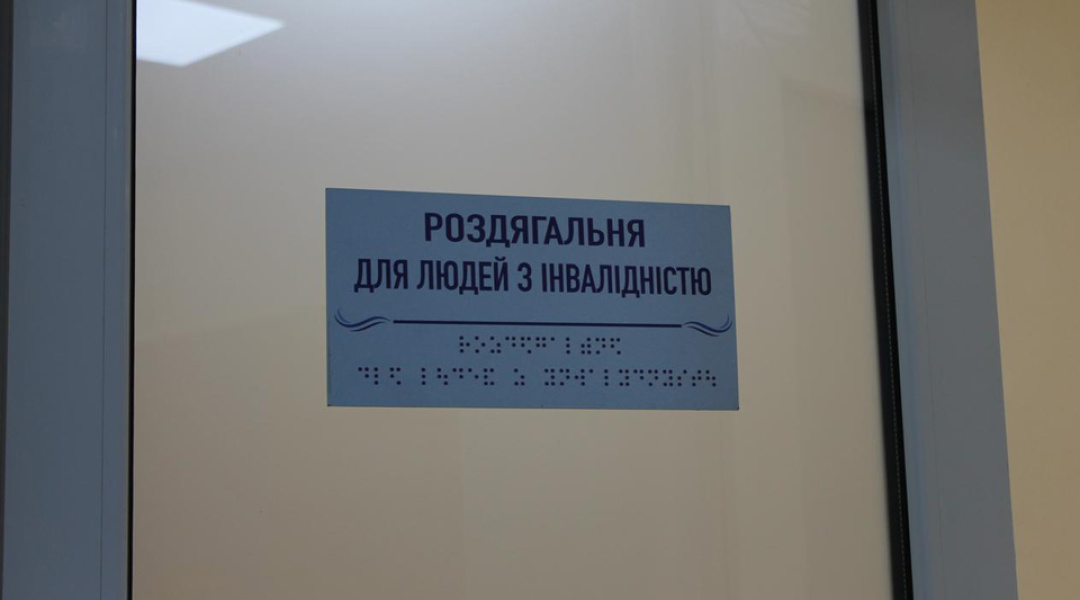 РОЗДЯГАЛЬНЯ
ДЛЯ ЛЮДЕЙ З ІНВАЛІДНІСТЮ
⠗⠕⠵⠙⠫⠛⠁⠇⠾⠝⠫
⠙⠇⠫ ⠇⠳⠙⠑⠯ ⠵ ⠽⠝⠺⠁⠇⠽⠙⠝⠽⠎⠞⠳